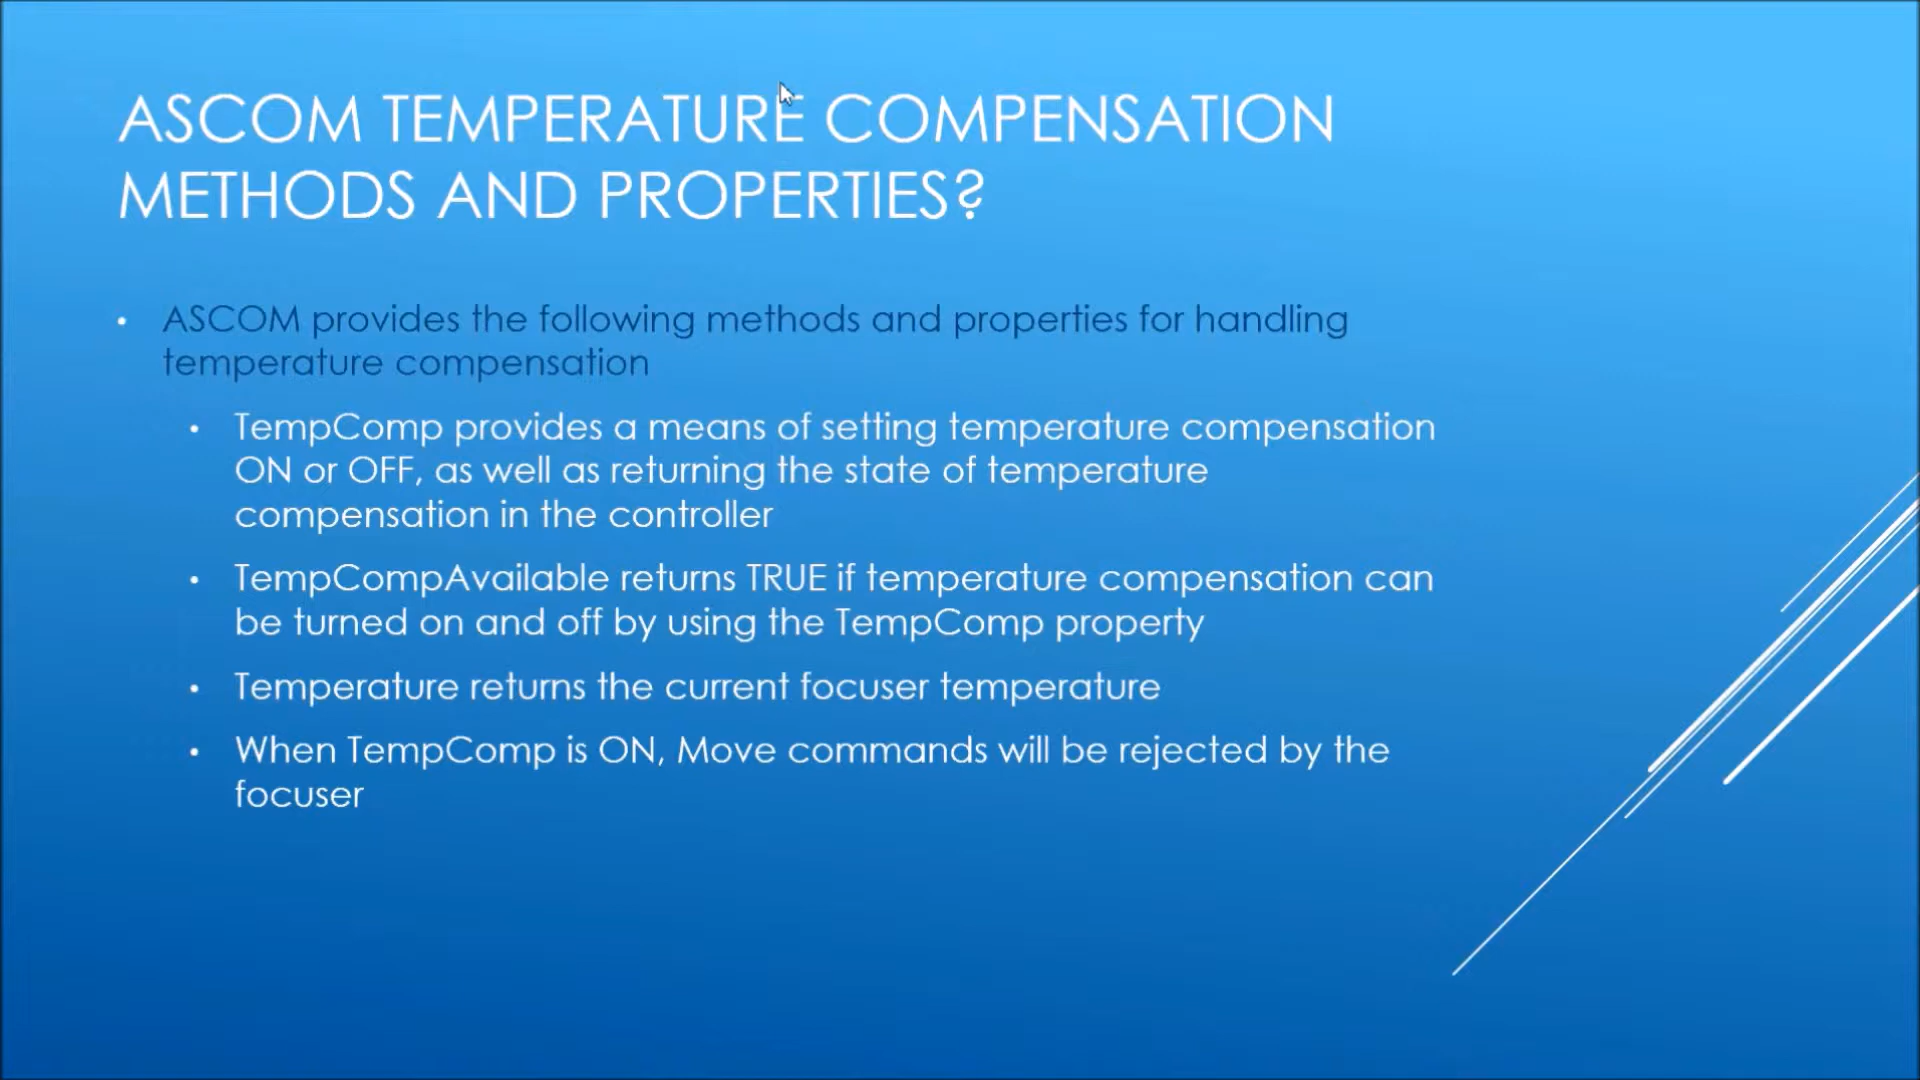 ASCOM TEMPERATURE COMPENSATION
METHODS AND PROPERTIES?
• ASCOM provides the following methods and properties for handling
temperature compensation
• TempComp provides a means of setting temperature compensation
ON or OFF, as well as returning the state of temperature
compensation in the controller
• TempCompAvailable returns TRUE if temperature compensation can
be turned on and off by using the TempComp property
• Temperature returns the current focuser temperature
• When TempComp is ON, Move commands will be rejected by the
focuser